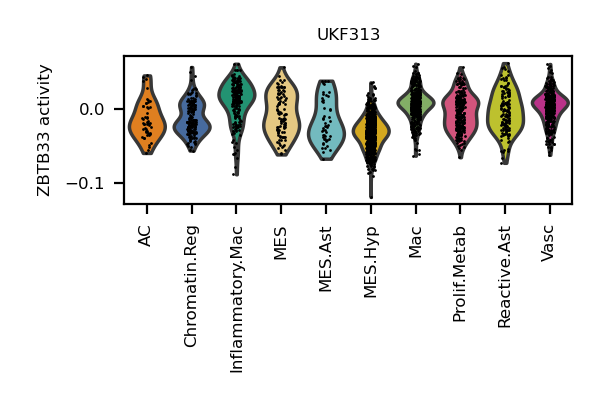 UKF313
ZBTB33 activity
0.0
−0.1
AC
Chromatin.Reg
Inflammatory.Mac
MES
MES.Ast
MES.Hyp
Mac
Prolif.Metab
Reactive.Ast
Vasc